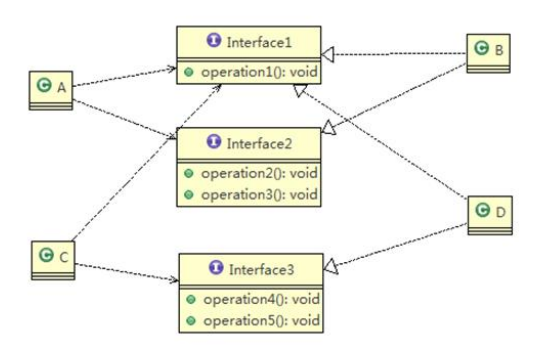 I Interface1
operation1(): void
C A
C B
I Interface2
operation2(): void
operation3(): void
C D
C C
I Interface3
operation4(): void
operation5(): void